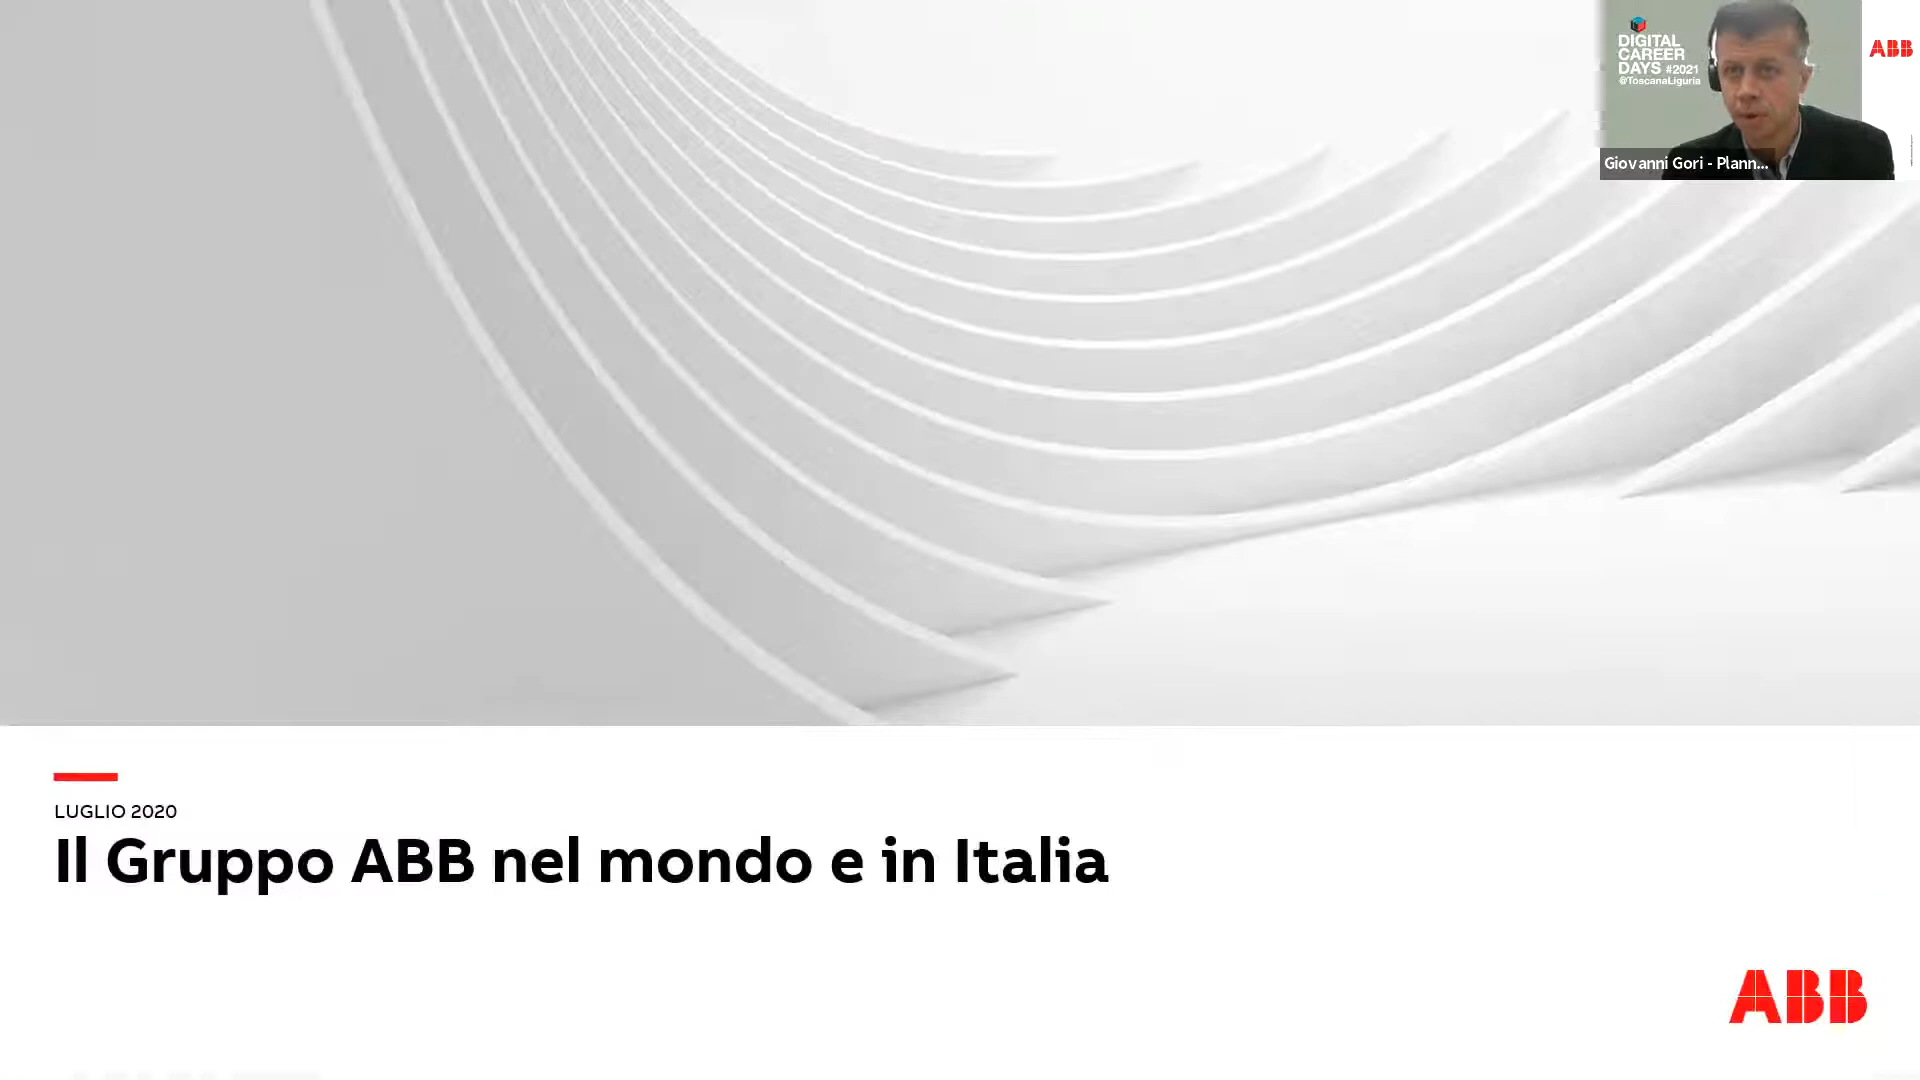 DIGITAL
CAREER
DAYS #2021
@ToscanaLiguria
ABB
Giovanni Gori - Plann...
LUGLIO 2020
Il Gruppo ABB nel mondo e in Italia
ABB